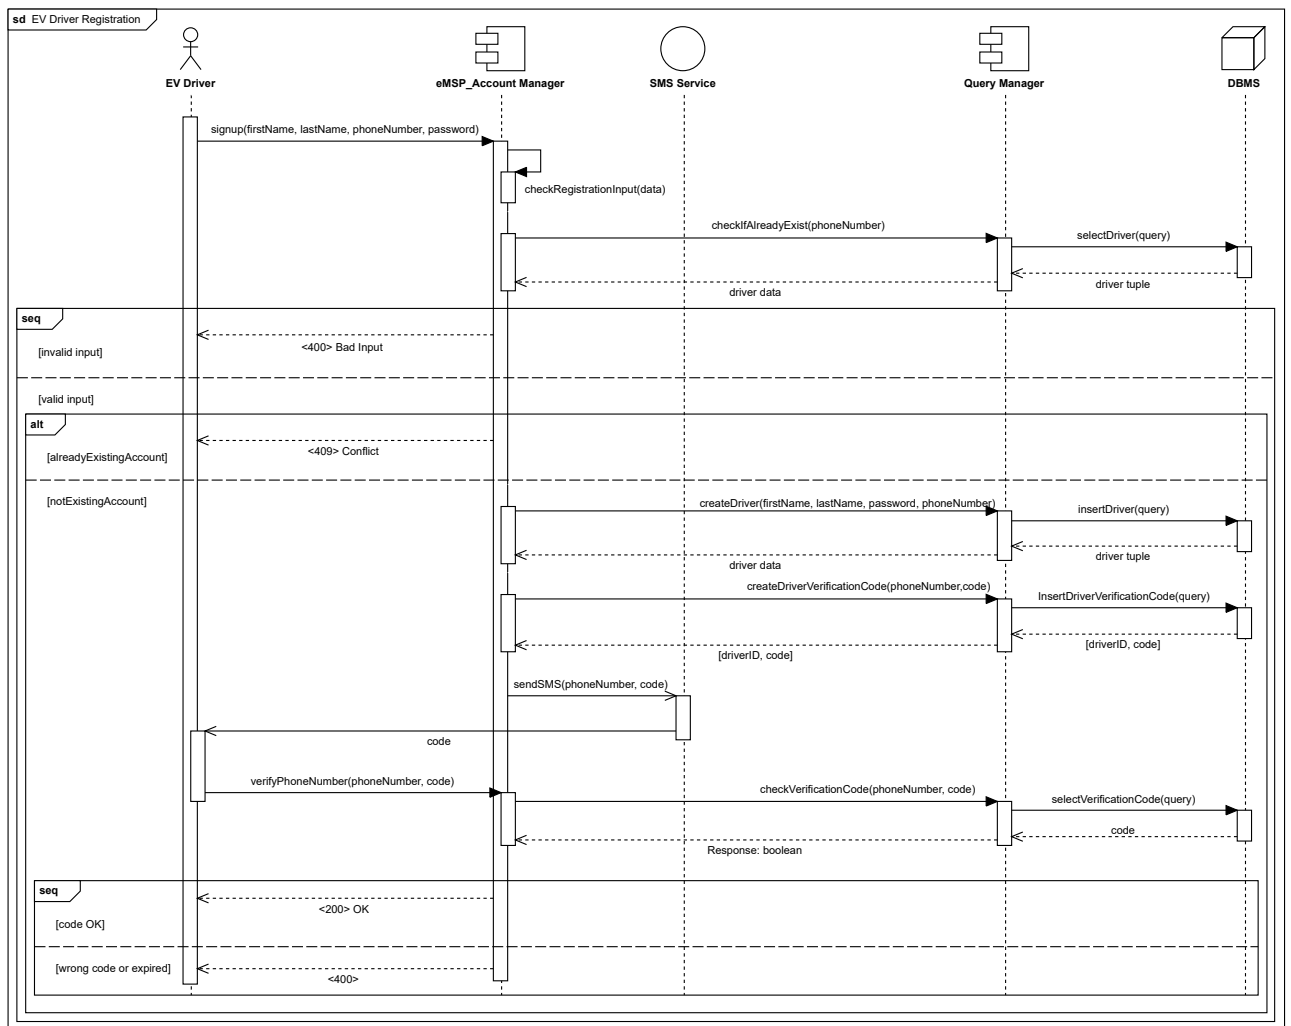 sd EV Driver Registration
EV Driver
eMSP_Account Manager
SMS Service
Query Manager
DBMS
signup(firstName, lastName, phoneNumber, password)
checkRegistrationInput(data)
checkIfAlreadyExist(phoneNumber)
selectDriver(query)
driver tuple
driver data
seq
<400> Bad Input
[invalid input]
[valid input]
alt
<409> Conflict
[alreadyExistingAccount]
[notExistingAccount]
createDriver(firstName, lastName, password, phoneNumber)
insertDriver(query)
driver tuple
driver data
createDriverVerificationCode(phoneNumber,code)
InsertDriverVerificationCode(query)
[driverID, code]
[driverID, code]
sendSMS(phoneNumber, code)
code
verifyPhoneNumber(phoneNumber, code)
checkVerificationCode(phoneNumber, code)
selectVerificationCode(query)
code
Response: boolean
seq
<200> OK
[code OK]
[wrong code or expired]
<400>